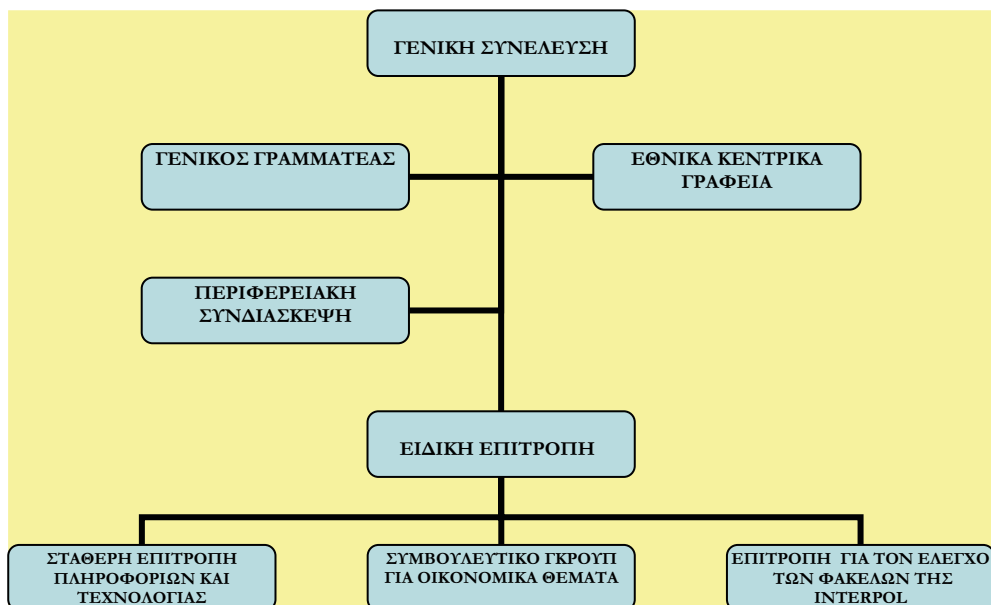 ΓΕΝΙΚΗ ΣΥΝΕΛΕΥΣΗ
ΓΕΝΙΚΟΣ ΓΡΑΜΜΑΤΕΑΣ
ΕΘΝΙΚΑ ΚΕΝΤΡΙΚΑ
ΓΡΑΦΕΙΑ
ΠΕΡΙΦΕΡΕΙΑΚΗ
ΣΥΝΔΙΑΣΚΕΨΗ
ΕΙΔΙΚΗ ΕΠΙΤΡΟΠΗ
ΣΤΑΘΕΡΗ ΕΠΙΤΡΟΠΗ
ΠΛΗΡΟΦΟΡΙΩΝ ΚΑΙ
ΤΕΧΝΟΛΟΓΙΑΣ
ΣΥΜΒΟΥΛΕΥΤΙΚΟ ΓΚΡΟΥΠ
ΓΙΑ ΟΙΚΟΝΟΜΙΚΑ ΘΕΜΑΤΑ
ΕΠΙΤΡΟΠΗ ΓΙΑ ΤΟΝ ΕΛΕΓΧΟ
ΤΩΝ ΦΑΚΕΛΩΝ ΤΗΣ
INTERPOL